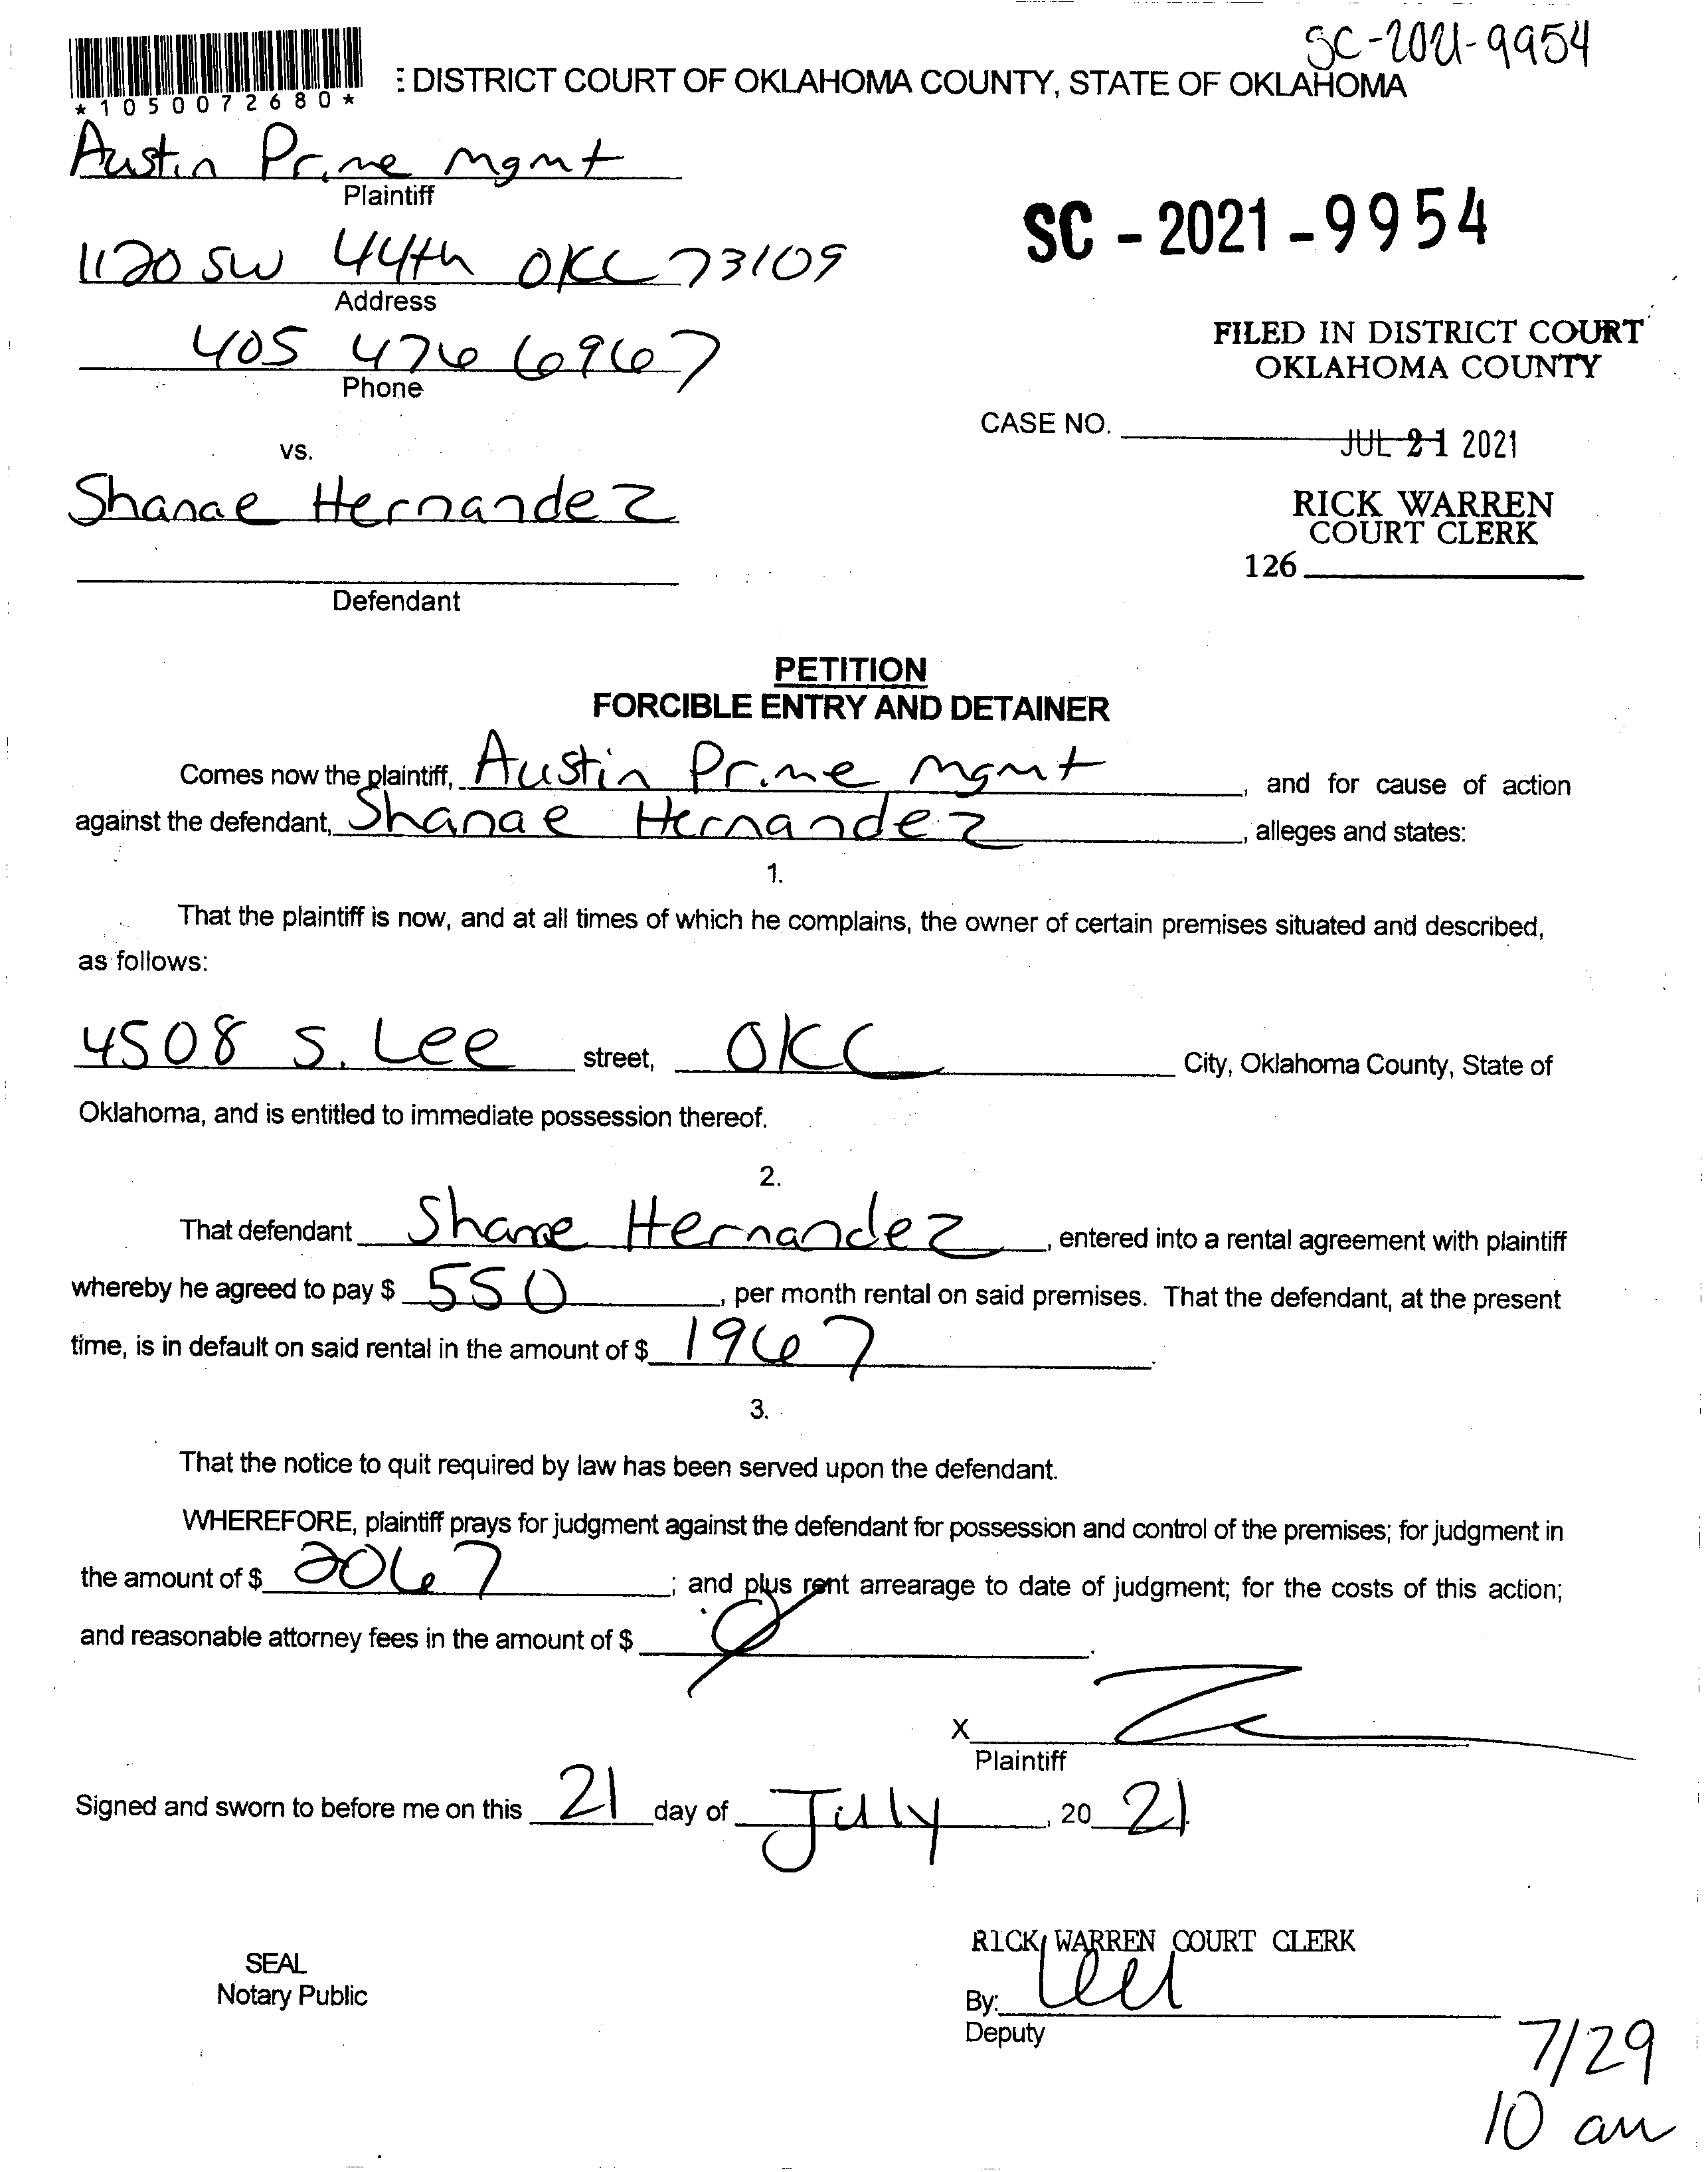 SC-2021-9954
*1050072680*
: DISTRICT COURT OF OKLAHOMA COUNTY, STATE OF OKLAHOMA
Austin Prime Mgmt
Plaintiff
SC - 2021 - 9954
1120 SW 44th OKC 73109
Address
FILED IN DISTRICT COURT
OKLAHOMA COUNTY
405 476 6967
Phone
CASE NO.
JUL 21 2021
vs.
Shanae Hernandez
RICK WARREN
COURT CLERK
126
Defendant
PETITION
FORCIBLE ENTRY AND DETAINER
Comes now the plaintiff, Austin Prime Mgmt, and for cause of action
against the defendant, Shanae Hernandez, alleges and states:
1.
That the plaintiff is now, and at all times of which he complains, the owner of certain premises situated and described,
as follows:
4508 S. Lee street, OKC City, Oklahoma County, State of
Oklahoma, and is entitled to immediate possession thereof.
2.
That defendant Shanae Hernandez, entered into a rental agreement with plaintiff
whereby he agreed to pay $ 550, per month rental on said premises. That the defendant, at the present
time, is in default on said rental in the amount of $ 1967.
3.
That the notice to quit required by law has been served upon the defendant.
WHEREFORE, plaintiff prays for judgment against the defendant for possession and control of the premises; for judgment in
the amount of $ 2067; and plus rent arrearage to date of judgment; for the costs of this action;
and reasonable attorney fees in the amount of $ 0.
X
Plaintiff
Signed and sworn to before me on this 21 day of July, 20 21.
RICK WARREN COURT CLERK
SEAL
Notary Public
By:
Deputy
7/29
10 am